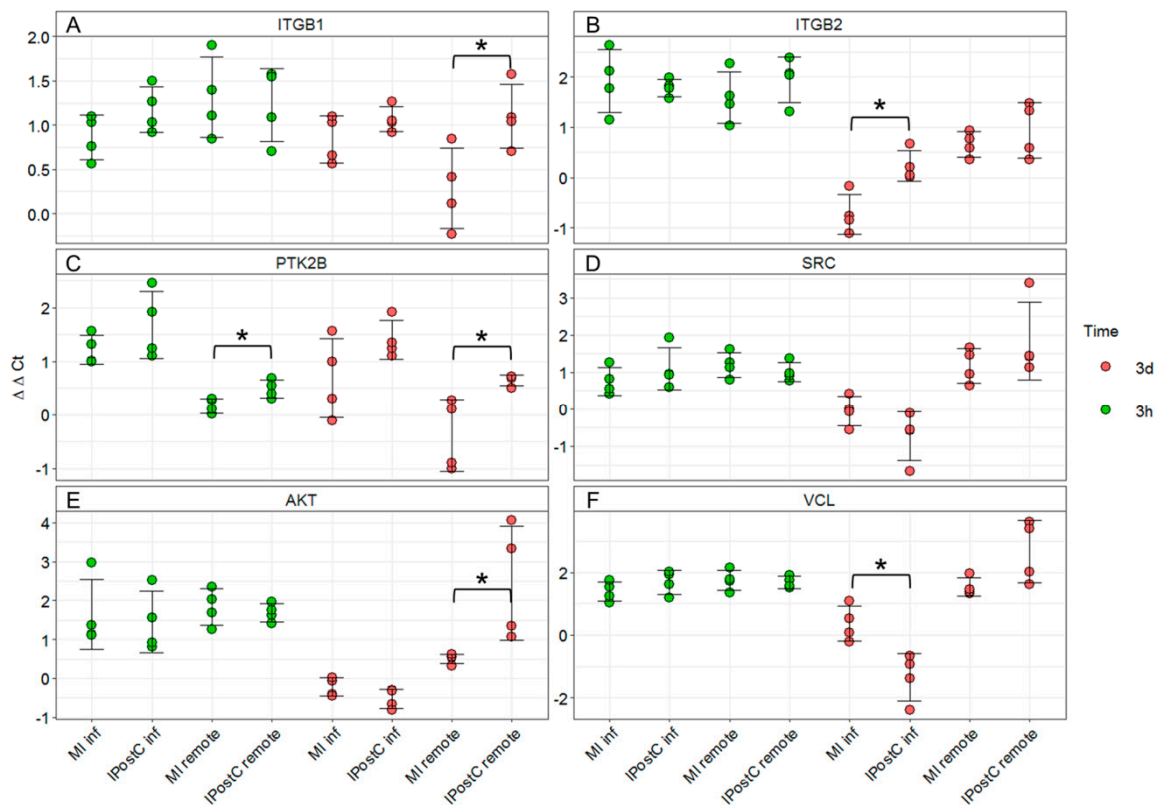 A ITGB1
B ITGB2
2.0
1.5
1.0
0.5
0.0
2
1
0
-1
*
*
C PTK2B
D SRC
2
1
0
-1
3
2
1
0
-1
*
*
E AKT
F VCL
4
3
2
1
0
-1
2
0
-2
*
*
Δ Δ Ct
MI inf
IPostC inf
MI remote
IPostC remote
MI inf
IPostC inf
MI remote
IPostC remote
MI inf
IPostC inf
MI remote
IPostC remote
MI inf
IPostC inf
MI remote
IPostC remote
Time
3d
3h